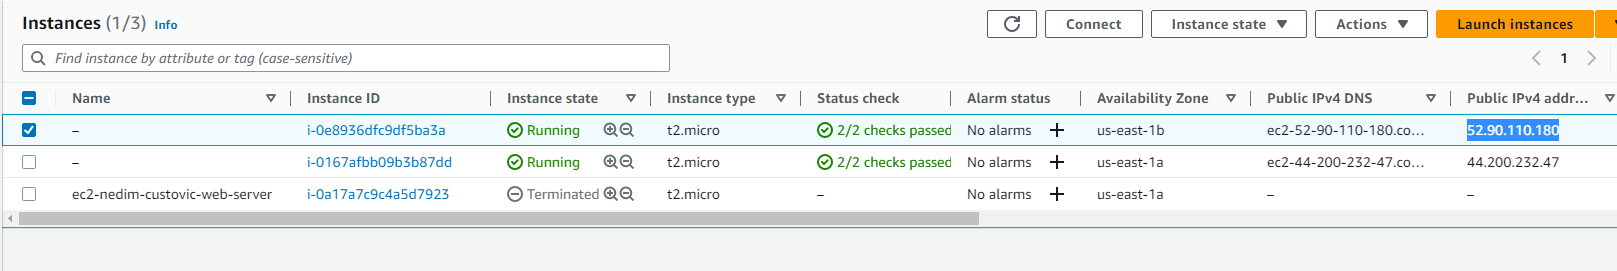 Instances (1/3) Info
Connect Instance state Actions Launch instances
Find instance by attribute or tag (case-sensitive)
1
Name Instance ID Instance state Instance type Status check Alarm status Availability Zone Public IPv4 DNS Public IPv4 addr...
– i-0e8936dfc9df5ba3a Running t2.micro 2/2 checks passed No alarms + us-east-1b ec2-52-90-110-180.co... 52.90.110.180
– i-0167afbb09b3b87dd Running t2.micro 2/2 checks passed No alarms + us-east-1a ec2-44-200-232-47.co... 44.200.232.47
ec2-nedim-custovic-web-server i-0a17a7c9c4a5d7923 Terminated t2.micro – No alarms + us-east-1a – –